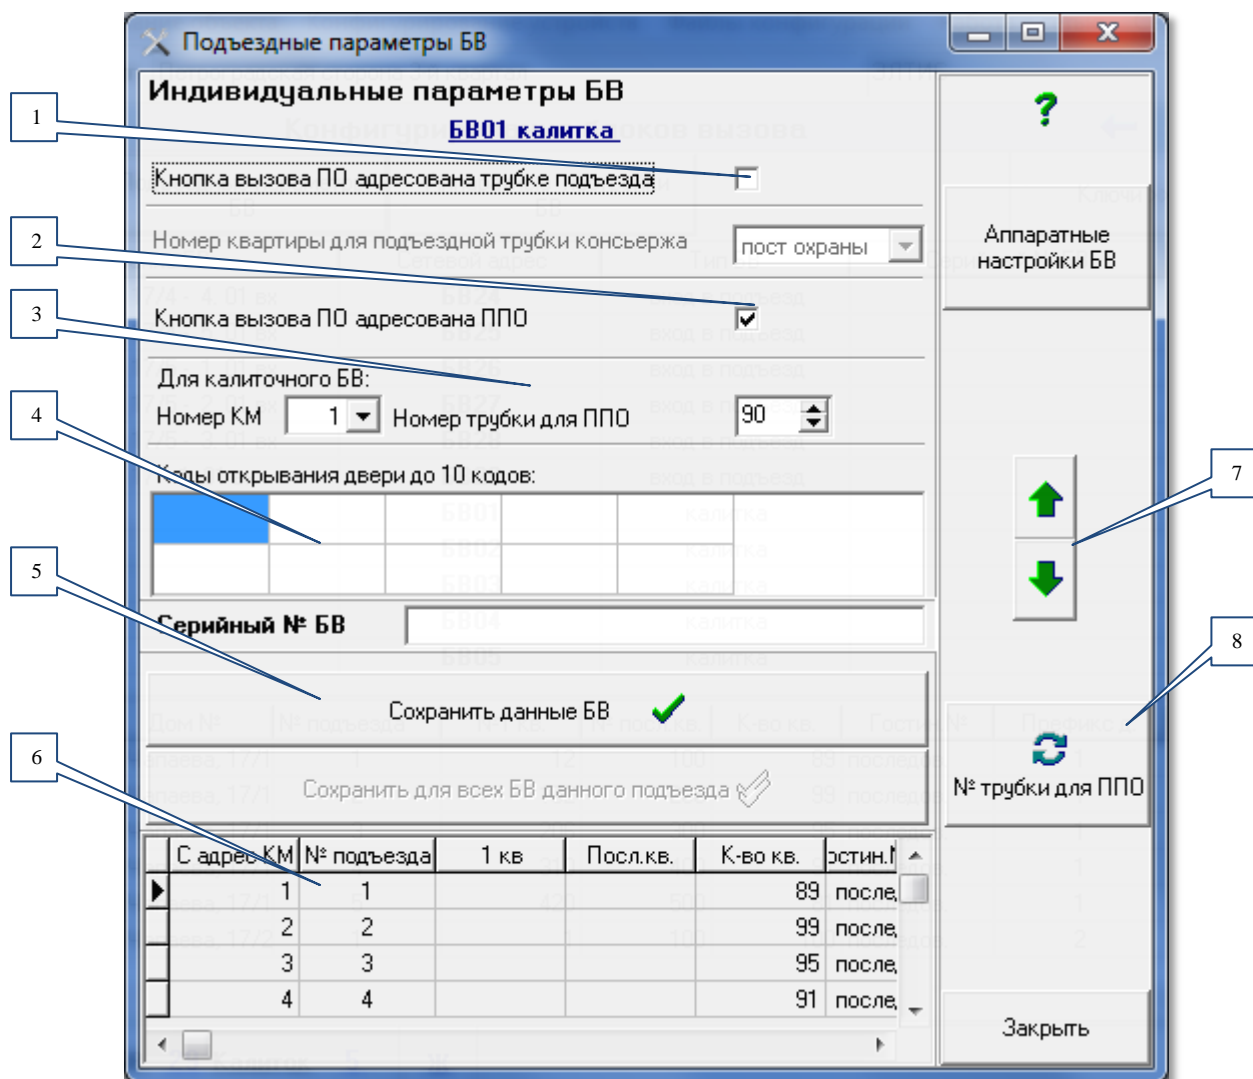 Подъездные параметры БВ
Индивидуальные параметры БВ
БВ01 калитка
1
Кнопка вызова ПО адресована трубке подъезда
2
Номер квартиры для подъездной трубки консьержа
пост охраны
Аппаратные
настройки БВ
3
Кнопка вызова ПО адресована ППО
Для калиточного БВ:
4
Номер КМ 1 Номер трубки для ППО 90
Коды открывания двери до 10 кодов:
7
5
Серийный № БВ
8
Сохранить данные БВ
6
Сохранить для всех БВ данного подъезда
№ трубки для ППО
С адрес КМ № подъезда 1 кв Посл.кв. К-во кв.
1 1 89 послед
2 2 99 послед
3 3 95 послед
4 4 91 послед
Закрыть